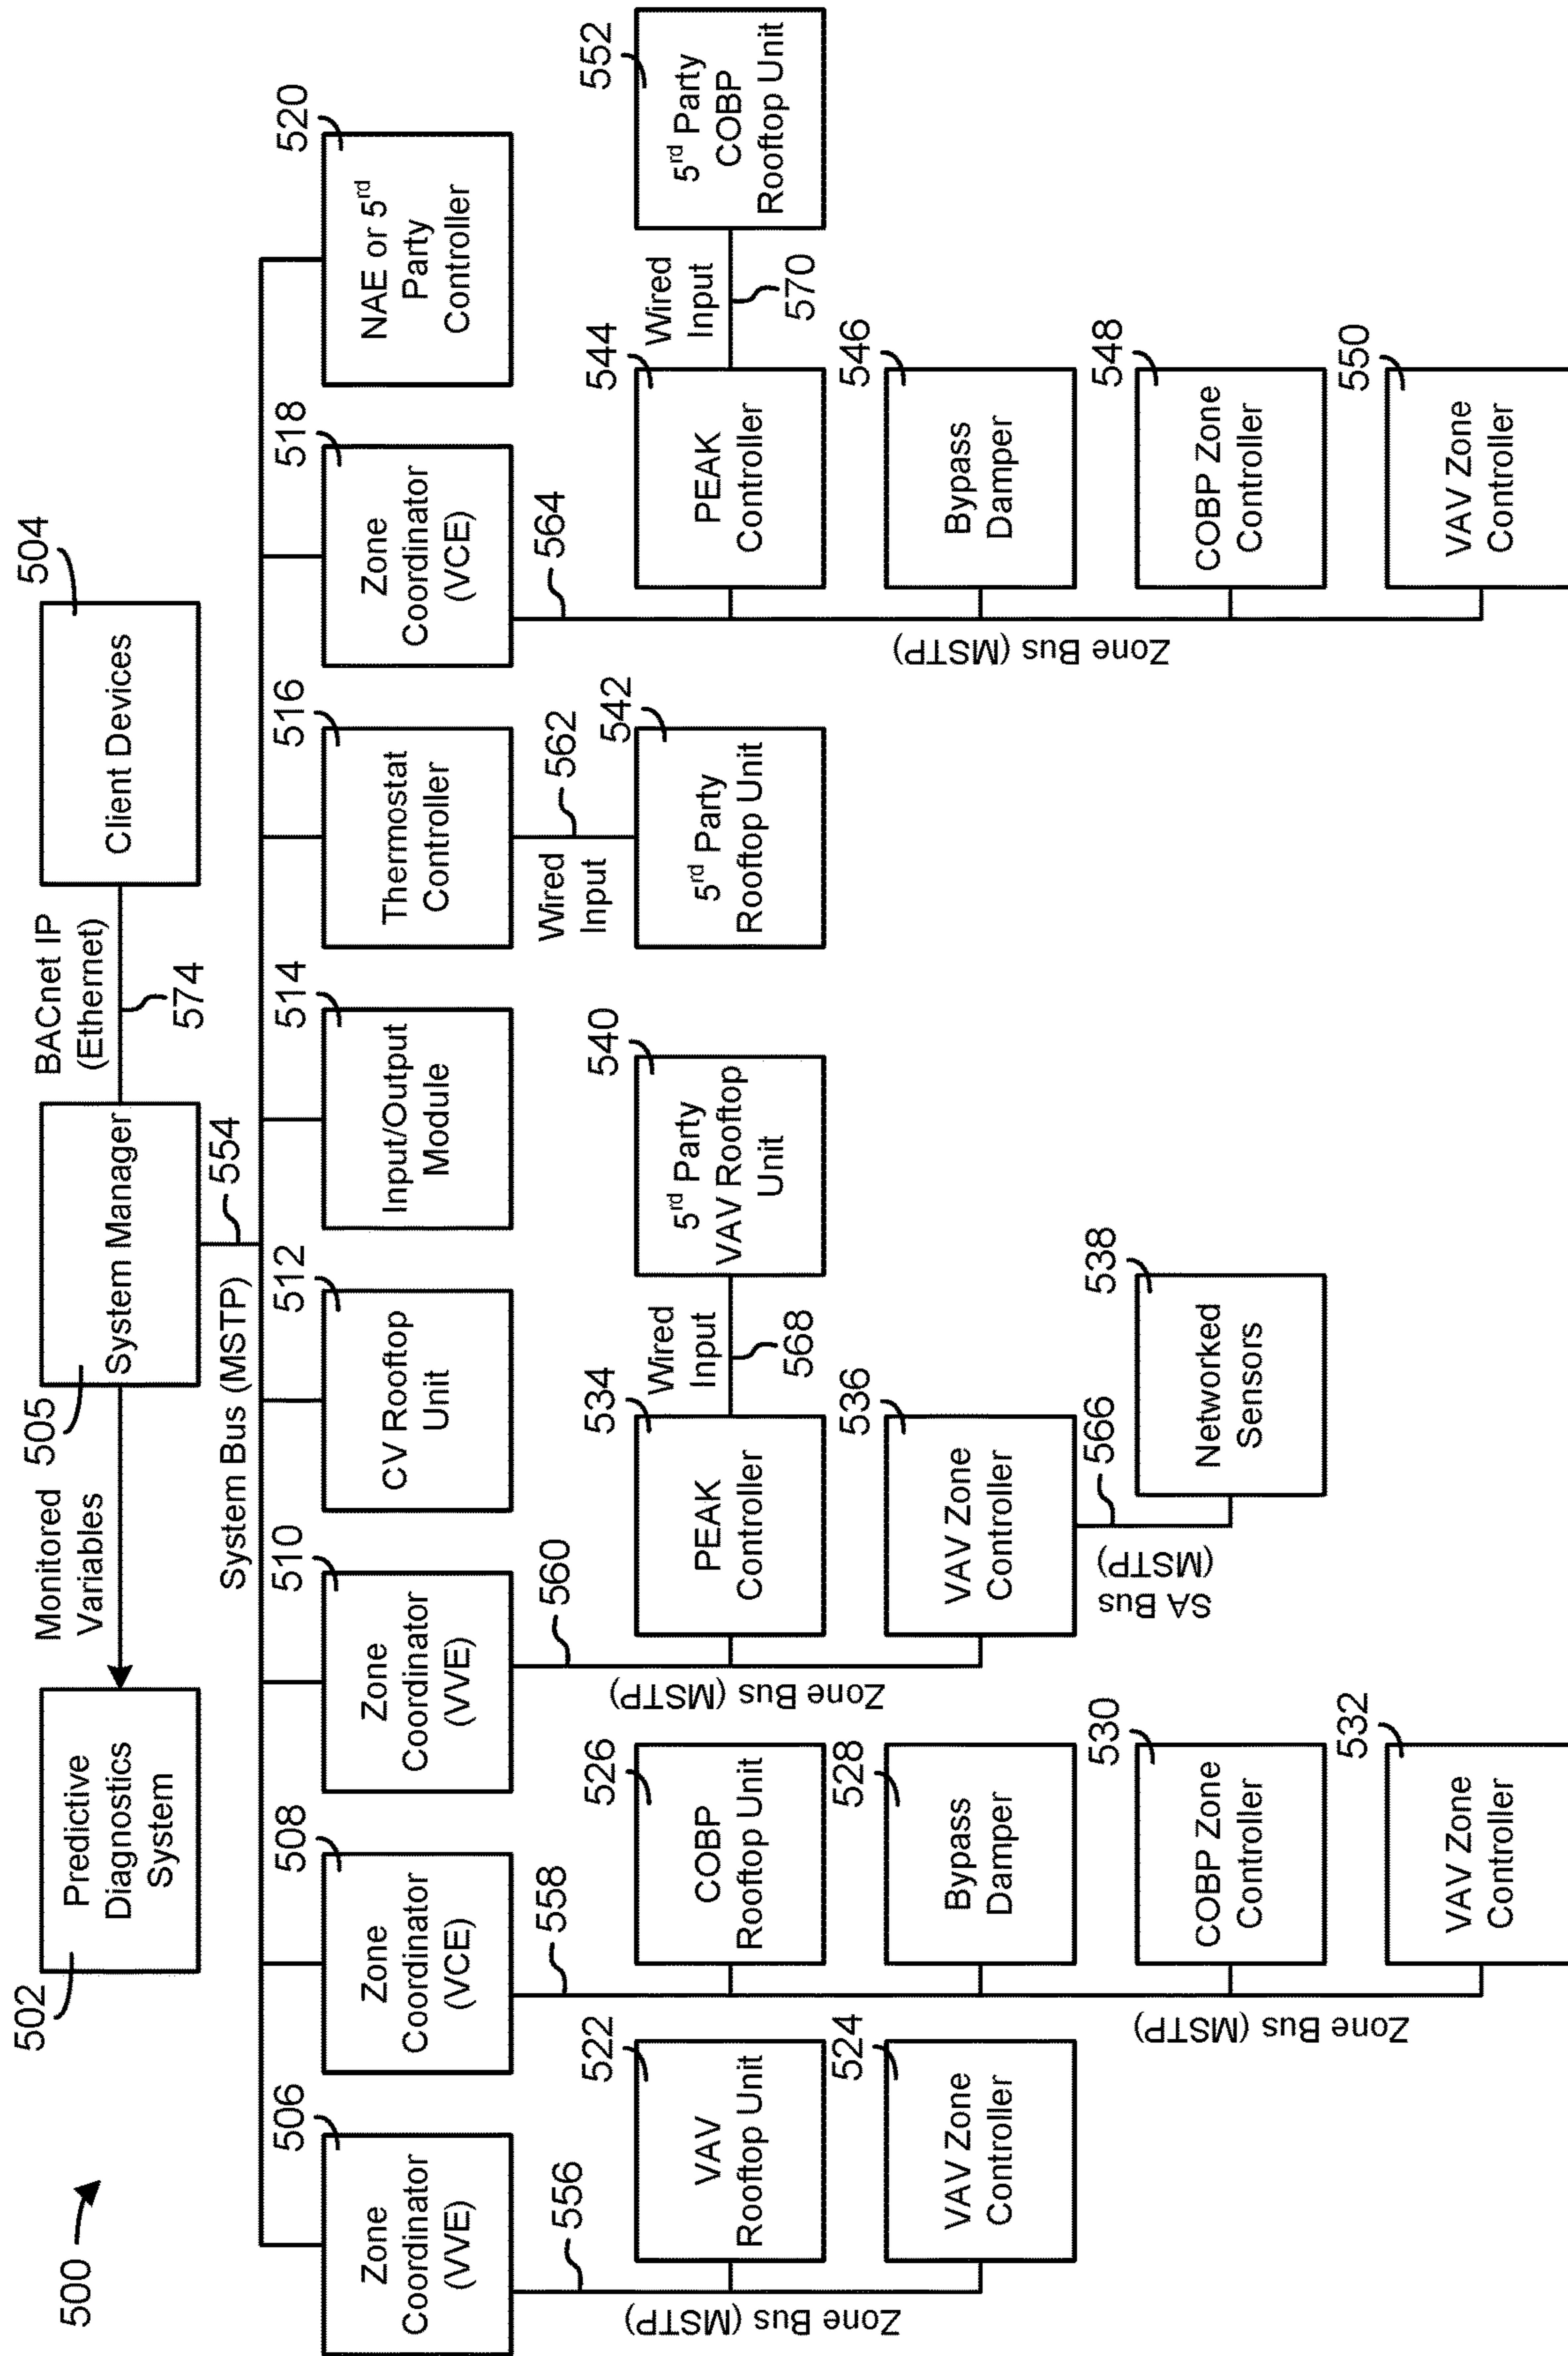 500
502
Predictive
Diagnostics
System
Monitored
Variables
505
System Manager
BACnet IP
(Ethernet)
574
504
Client Devices
System Bus (MSTP)
554
506
Zone
Coordinator
(VVE)
508
Zone
Coordinator
(VCE)
510
Zone
Coordinator
(VVE)
512
CV Rooftop
Unit
514
Input/Output
Module
516
Thermostat
Controller
518
Zone
Coordinator
(VCE)
520
NAE or 5rd
Party
Controller
556
Zone Bus (MSTP)
522
VAV
Rooftop Unit
524
VAV Zone
Controller
558
Zone Bus (MSTP)
526
COBP
Rooftop Unit
528
Bypass
Damper
530
COBP Zone
Controller
532
VAV Zone
Controller
560
Zone Bus (MSTP)
534
PEAK
Controller
Wired
Input
568
540
5rd Party
VAV Rooftop
Unit
536
VAV Zone
Controller
566
SA Bus
(MSTP)
538
Networked
Sensors
Wired
Input
562
542
5rd Party
Rooftop Unit
564
Zone Bus (MSTP)
544
PEAK
Controller
Wired
Input
570
552
5rd Party
COBP
Rooftop Unit
546
Bypass
Damper
548
COBP Zone
Controller
550
VAV Zone
Controller